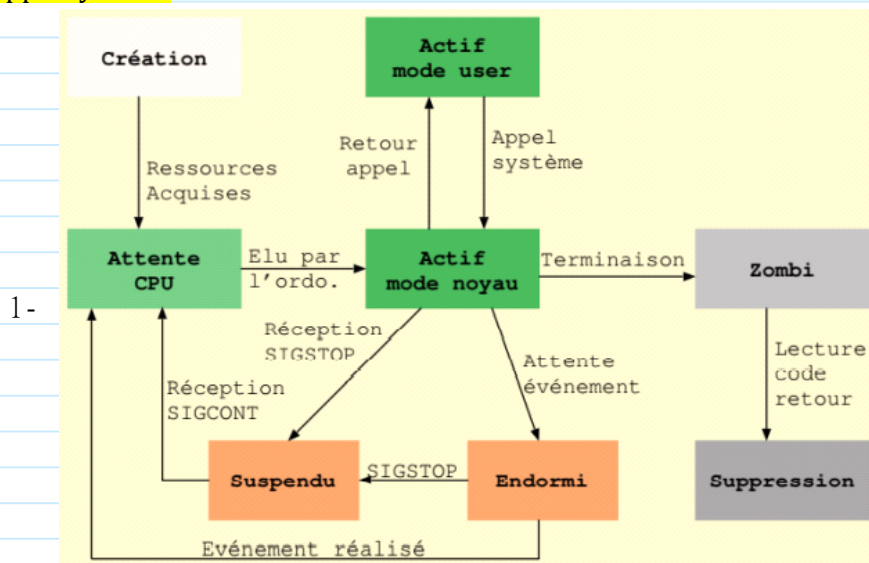 Création
Actif
mode user
Retour
appel
Appel
système
Ressources
Acquises
Attente
CPU
Elu par
l'ordo.
Actif
mode noyau
Terminaison
Zombi
1-
Réception
SIGSTOP
Attente
événement
Lecture
code
retour
Réception
SIGCONT
Suspendu
SIGSTOP
Endormi
Suppression
Evénement réalisé